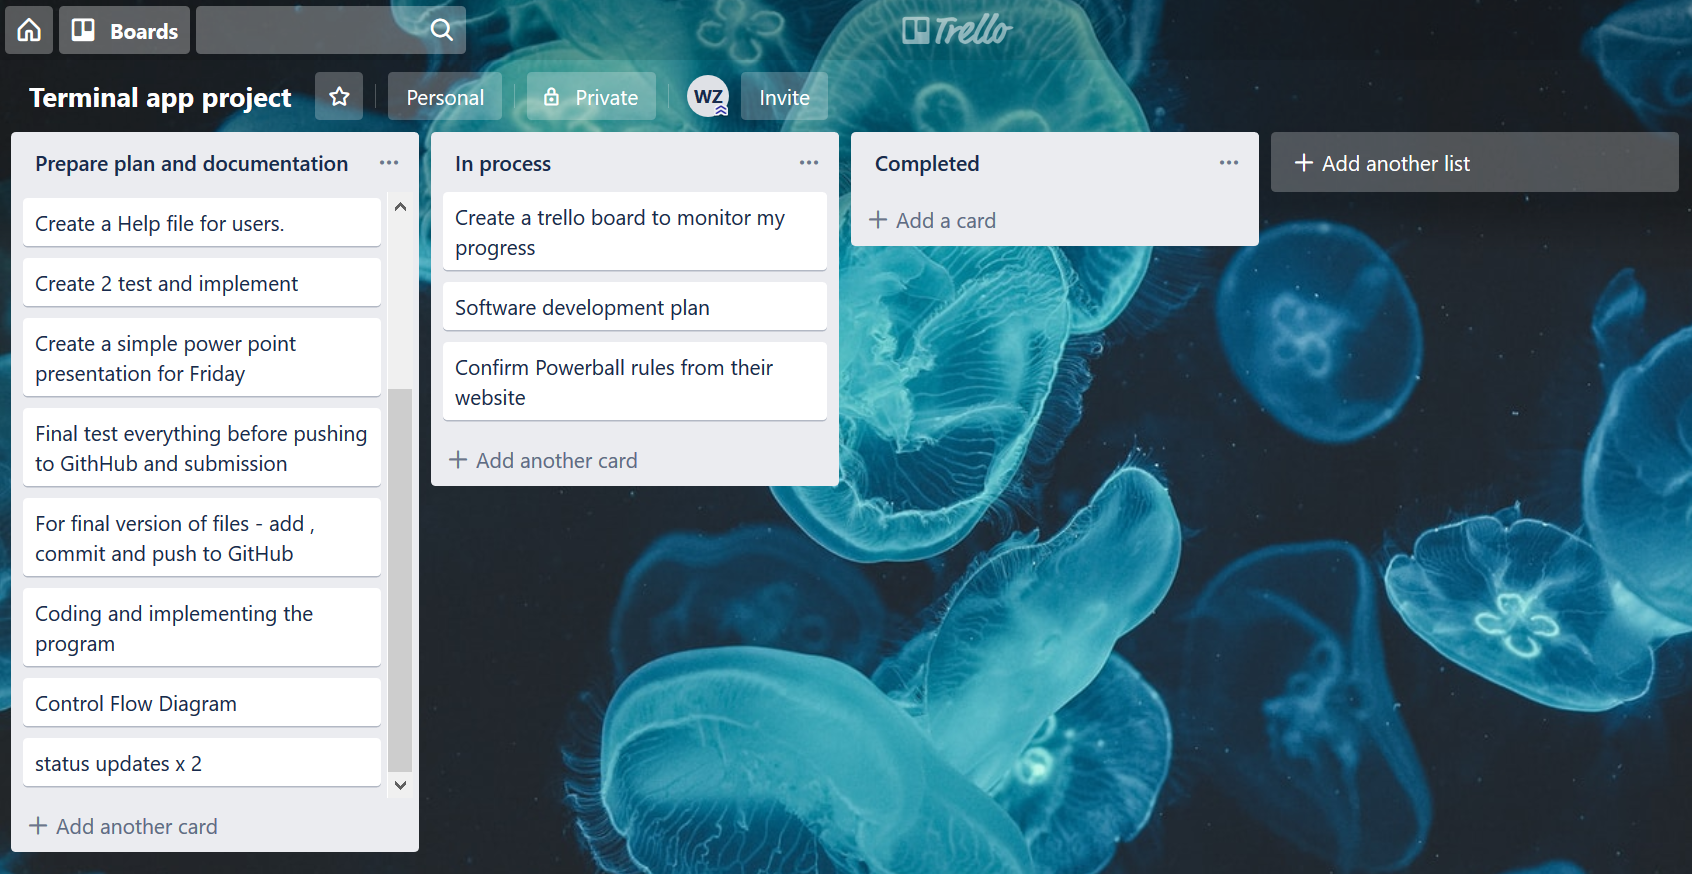 Boards
Trello
Terminal app project
Personal
Private
WZ
Invite
Prepare plan and documentation
Create a Help file for users.
Create 2 test and implement
Create a simple power point
presentation for Friday
Final test everything before pushing
to GithHub and submission
For final version of files - add ,
commit and push to GitHub
Coding and implementing the
program
Control Flow Diagram
status updates x 2
+ Add another card
In process
Create a trello board to monitor my
progress
Software development plan
Confirm Powerball rules from their
website
+ Add another card
Completed
+ Add a card
+ Add another list